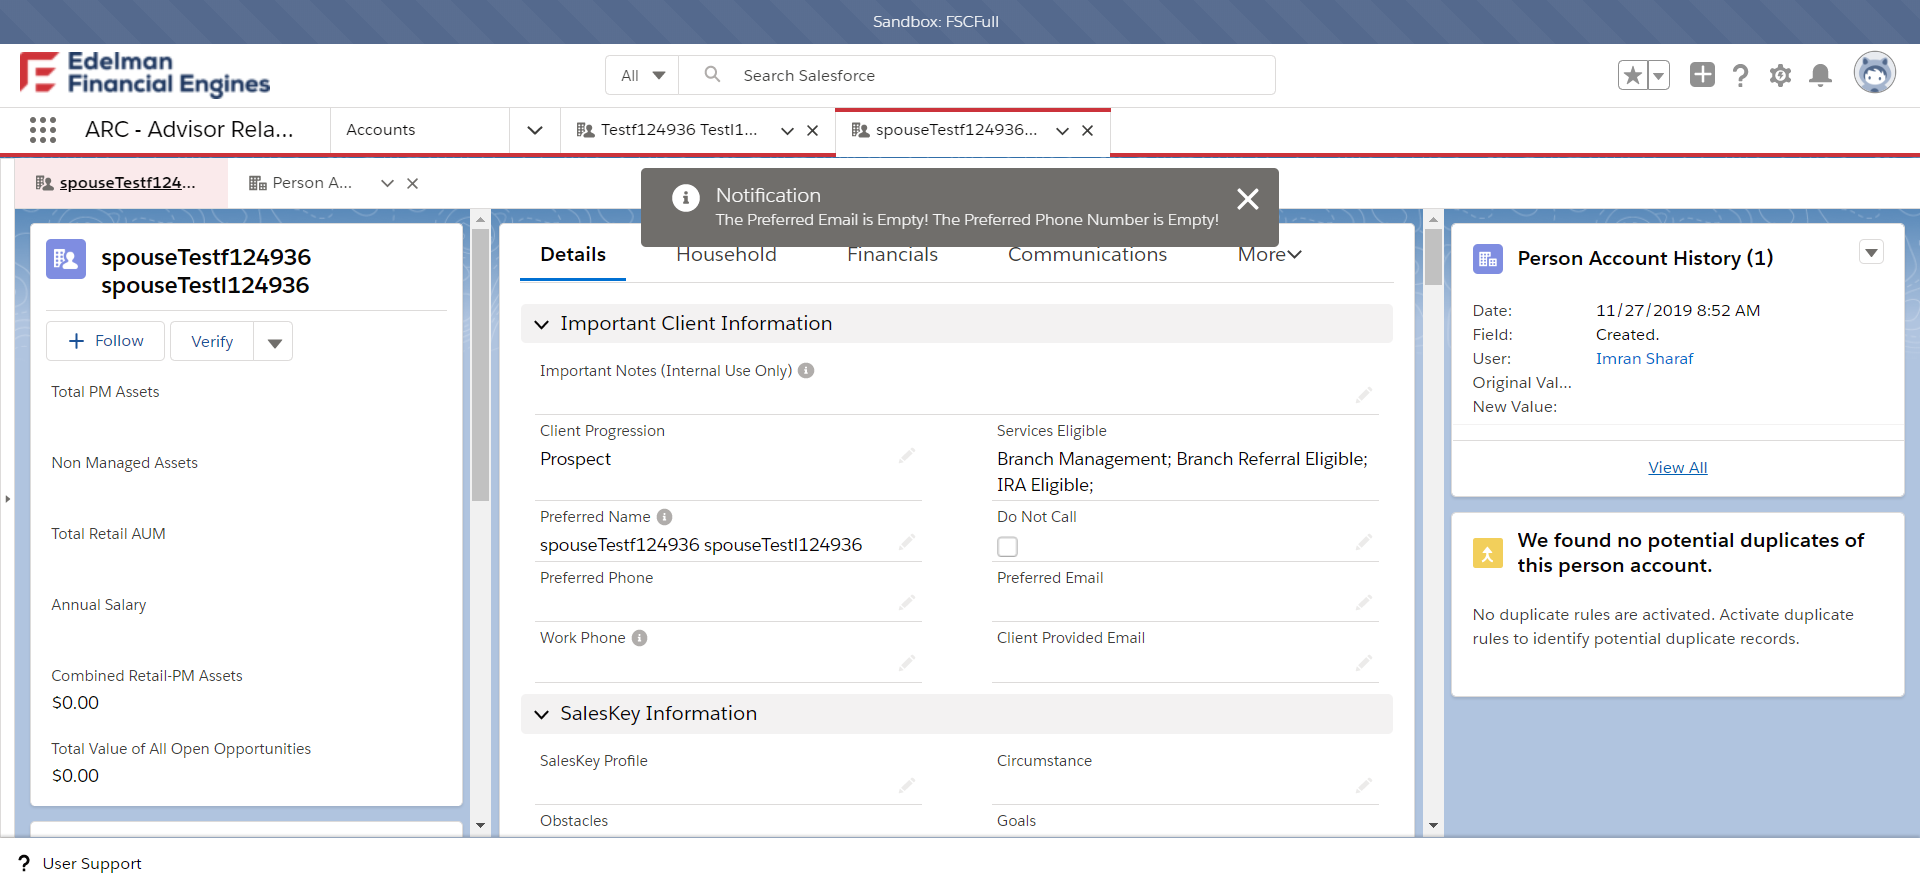 Sandbox: FSCFull
Edelman
Financial Engines
All
Search Salesforce
ARC - Advisor Rela...
Accounts
Testf124936 Testl1...
spouseTestf124936...
spouseTestf124...
Person A...
Notification
The Preferred Email is Empty! The Preferred Phone Number is Empty!
spouseTestf124936
spouseTestl124936
Follow
Verify
Total PM Assets
Non Managed Assets
Total Retail AUM
Annual Salary
Combined Retail-PM Assets
$0.00
Total Value of All Open Opportunities
$0.00
Details
Household
Financials
Communications
More
Important Client Information
Important Notes (Internal Use Only)
Client Progression
Prospect
Services Eligible
Branch Management; Branch Referral Eligible;
IRA Eligible;
Preferred Name
spouseTestf124936 spouseTestl124936
Do Not Call
Preferred Phone
Preferred Email
Work Phone
Client Provided Email
SalesKey Information
SalesKey Profile
Circumstance
Obstacles
Goals
Person Account History (1)
Date:
11/27/2019 8:52 AM
Field:
Created.
User:
Imran Sharaf
Original Val...
New Value:
View All
We found no potential duplicates of
this person account.
No duplicate rules are activated. Activate duplicate
rules to identify potential duplicate records.
? User Support